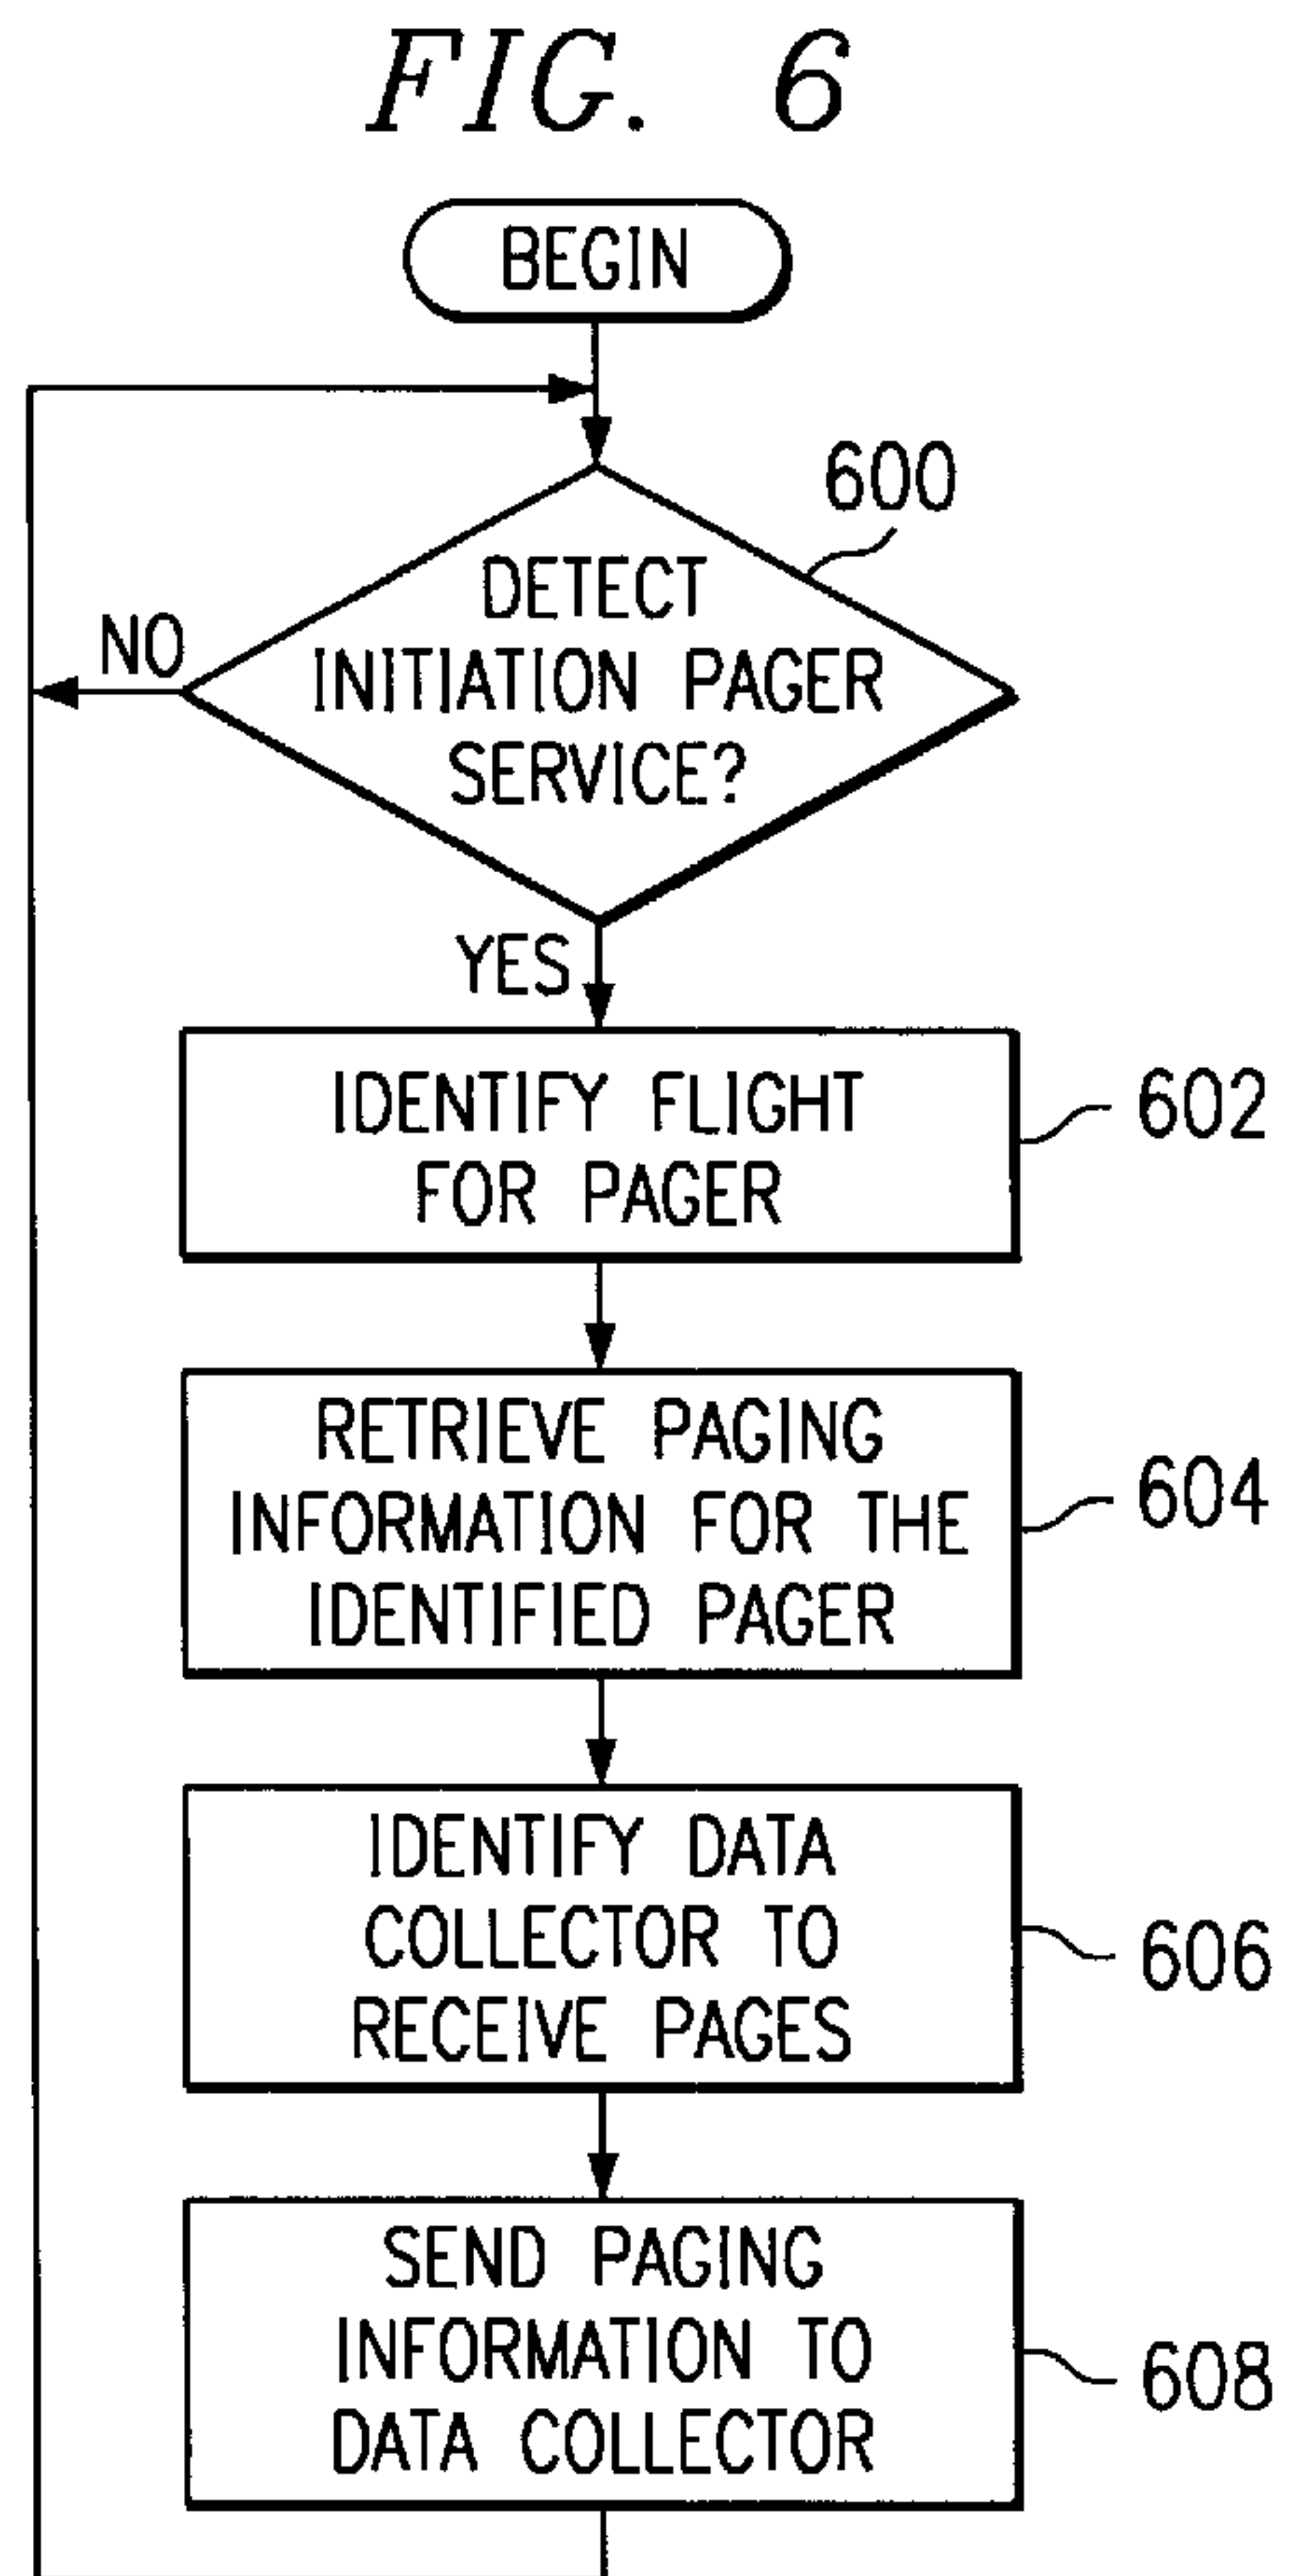 FIG. 6
BEGIN
600
DETECT
INITIATION PAGER
SERVICE?
NO
YES
IDENTIFY FLIGHT
FOR PAGER
602
RETRIEVE PAGING
INFORMATION FOR THE
IDENTIFIED PAGER
604
IDENTIFY DATA
COLLECTOR TO
RECEIVE PAGES
606
SEND PAGING
INFORMATION TO
DATA COLLECTOR
608